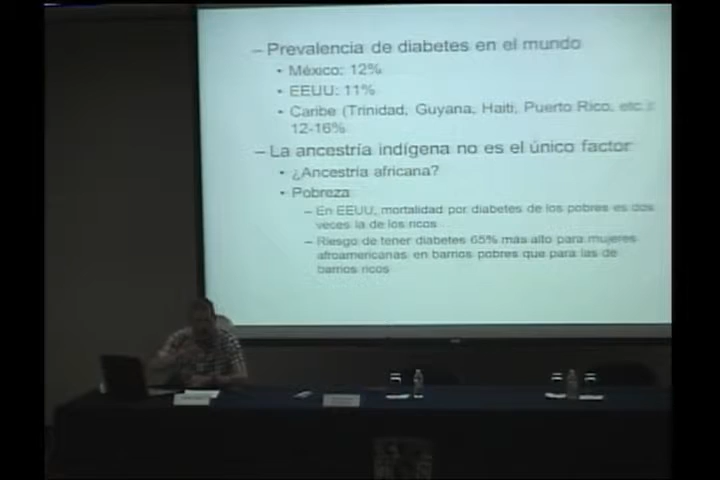 – Prevalencia de diabetes en el mundo
• México: 12%
• EEUU: 11%
• Caribe (Trinidad, Guyana, Haiti, Puerto Rico, etc.):
12-16%
– La ancestría indígena no es el único factor
• ¿Ancestría africana?
• Pobreza
– En EEUU, mortalidad por diabetes de los pobres es dos
veces la de los ricos
– Riesgo de tener diabetes 65% más alto para mujeres
afroamericanas en barrios pobres que para las de
barrios ricos